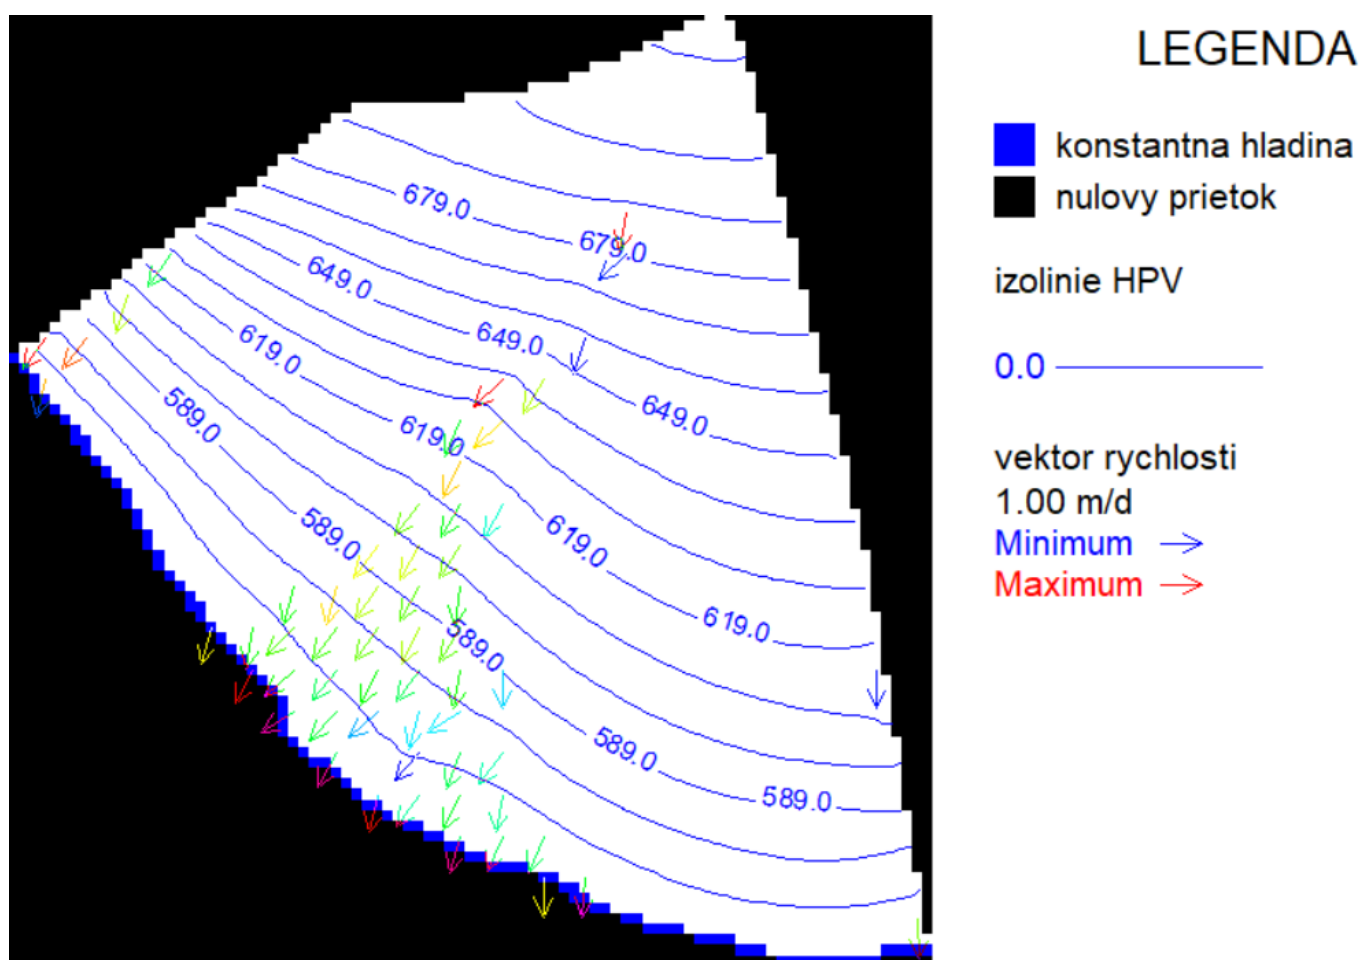 LEGENDA
konstantna hladina
nulovy prietok
izolinie HPV
0.0
vektor rychlosti
1.00 m/d
Minimum
Maximum
679.0
679.0
649.0
649.0
649.0
619.0
619.0
619.0
619.0
589.0
589.0
589.0
589.0
589.0